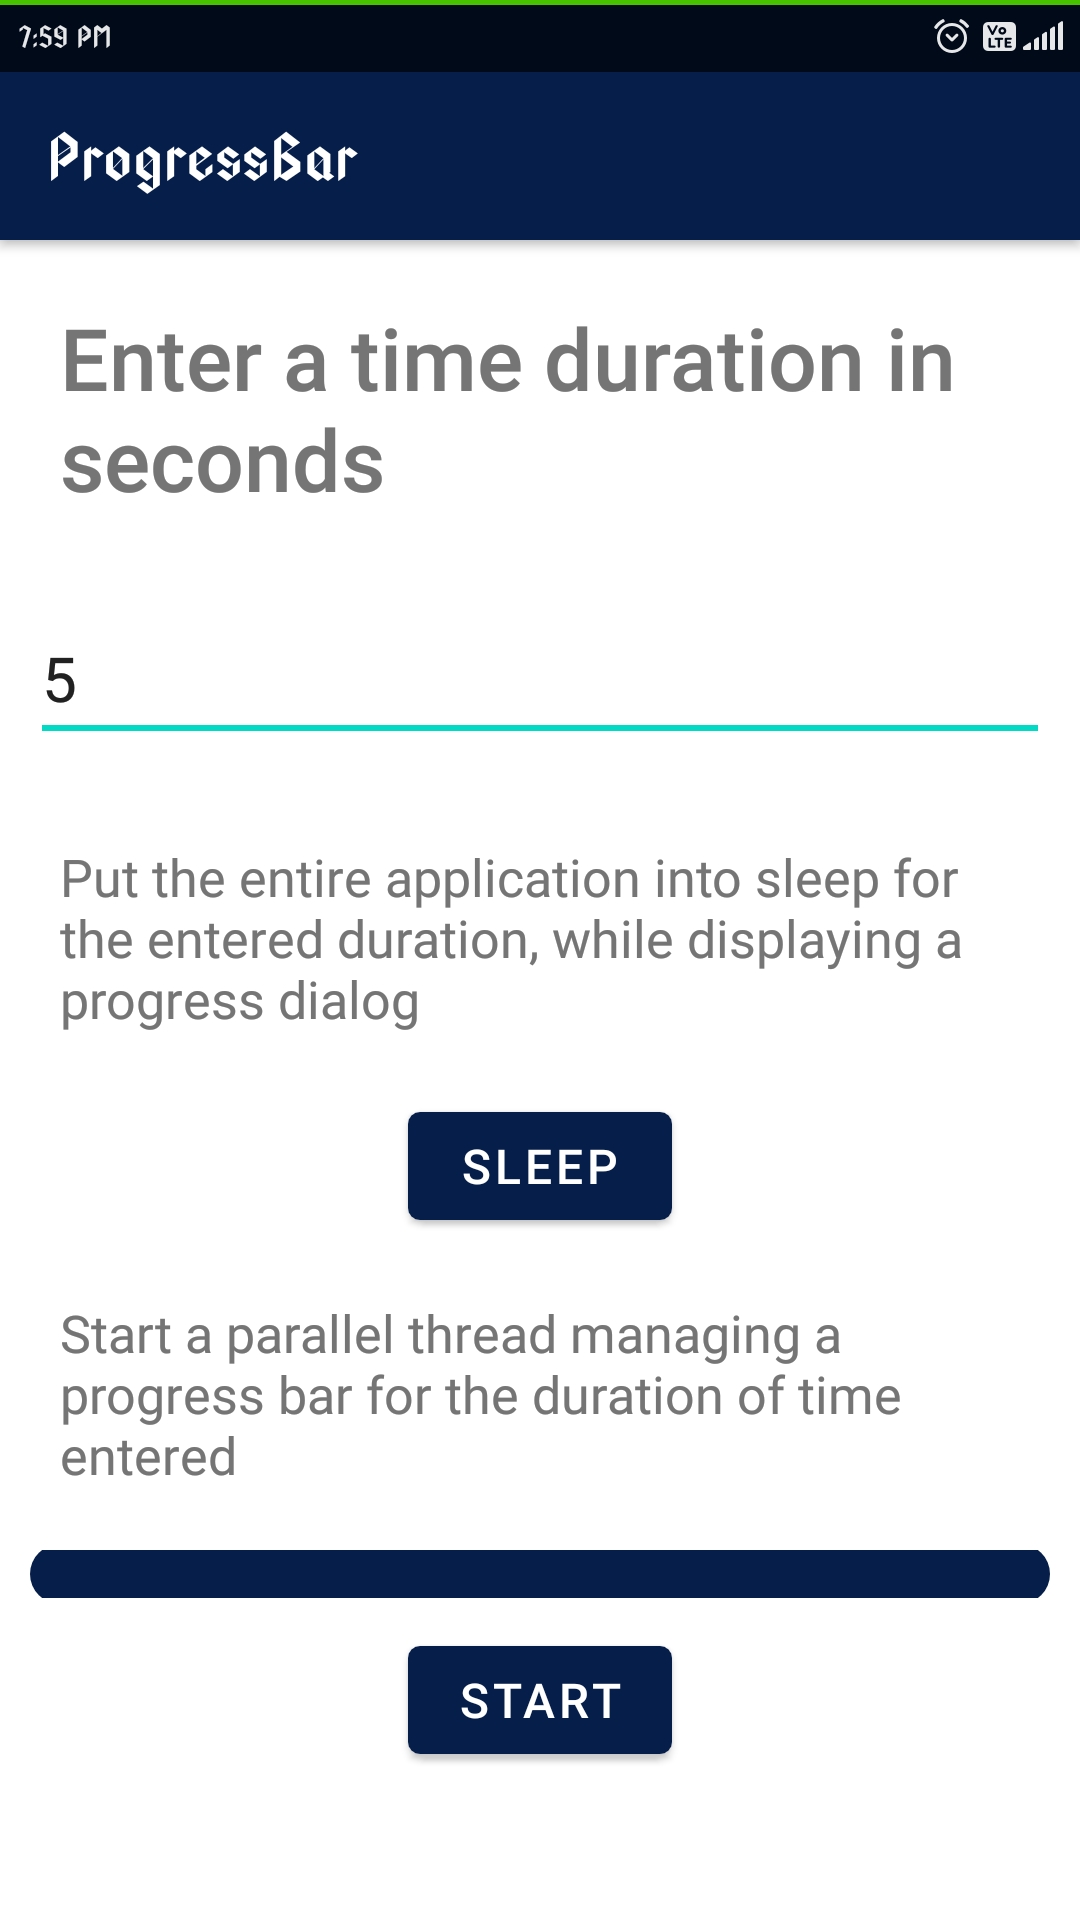 7:59 PM
Vo LTE
ProgressBar
Enter a time duration in
seconds
5
Put the entire application into sleep for
the entered duration, while displaying a
progress dialog
SLEEP
Start a parallel thread managing a
progress bar for the duration of time
entered
START